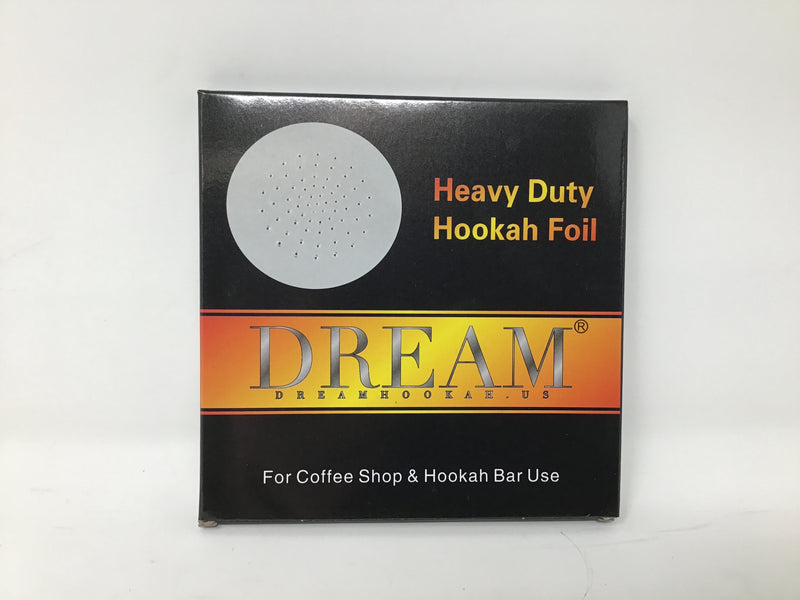 Heavy Duty
Hookah Foil
DREAM®
DREAMHOOKAH.US
For Coffee Shop & Hookah Bar Use